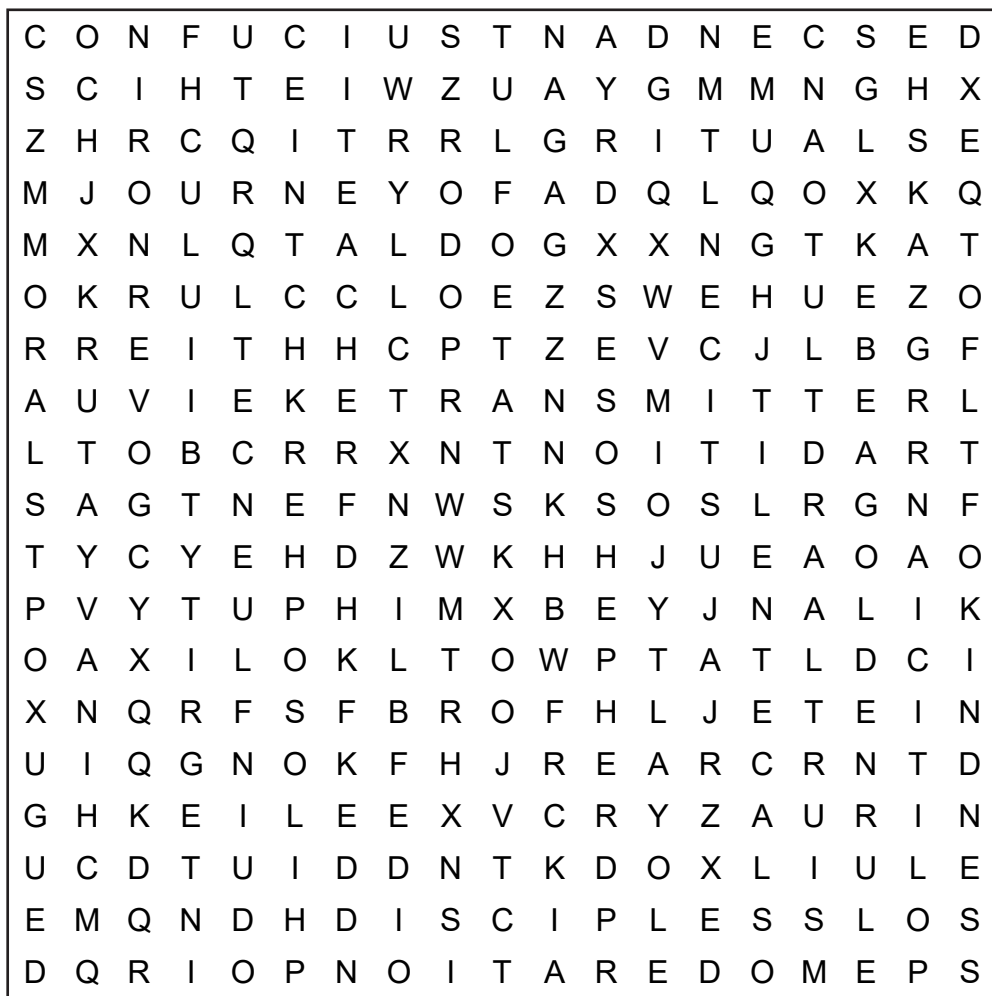 C O N F U C I U S T N A D N E C S E D
S C I H T E I W Z U A Y G M M N G H X
Z H R C Q I T R R L G R I T U A L S E
M J O U R N E Y O F A D Q L Q O X K Q
M X N L Q T A L D O G X X N G T K A T
O K R U L C C L O E Z S W E H U E Z O
R R E I T H H C P T Z E V C J L B G F
A U V I E K E T R A N S M I T T E R L
L T O B C R R X N T N O I T I D A R T
S A G T N E F N W S K S O S L R G N F
T Y C Y E H D Z W K H H J U E A O A O
P V Y T U P H I M X B E Y J N A L I K
O A X I L O K L T O W P T A T L D C I
X N Q R F S F B R O F H L J E T E I N
U I Q G N O K F H J R E A R C R N T D
G H K E I L E E X V C R Y Z A U R I N
U C D T U I D D N T K D O X L I U L E
E M Q N D H D I S C I P L E S S L O S
D Q R I O P N O I T A R E D O M E P S